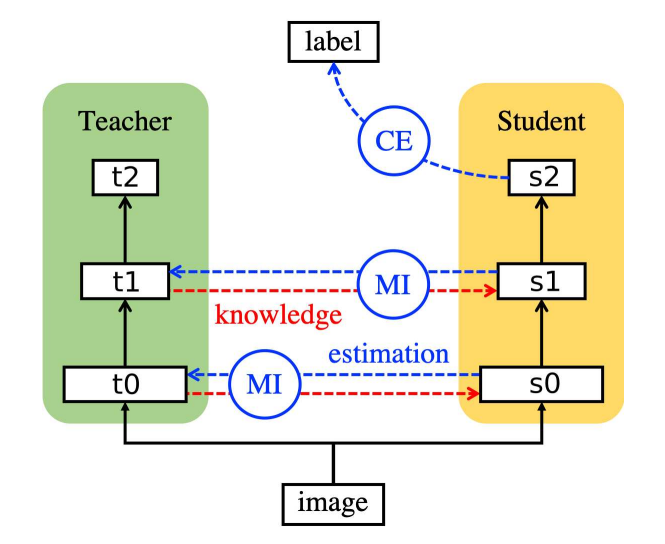 label
Teacher
Student
CE
t2
s2
t1
MI
s1
knowledge
estimation
t0
MI
s0
image